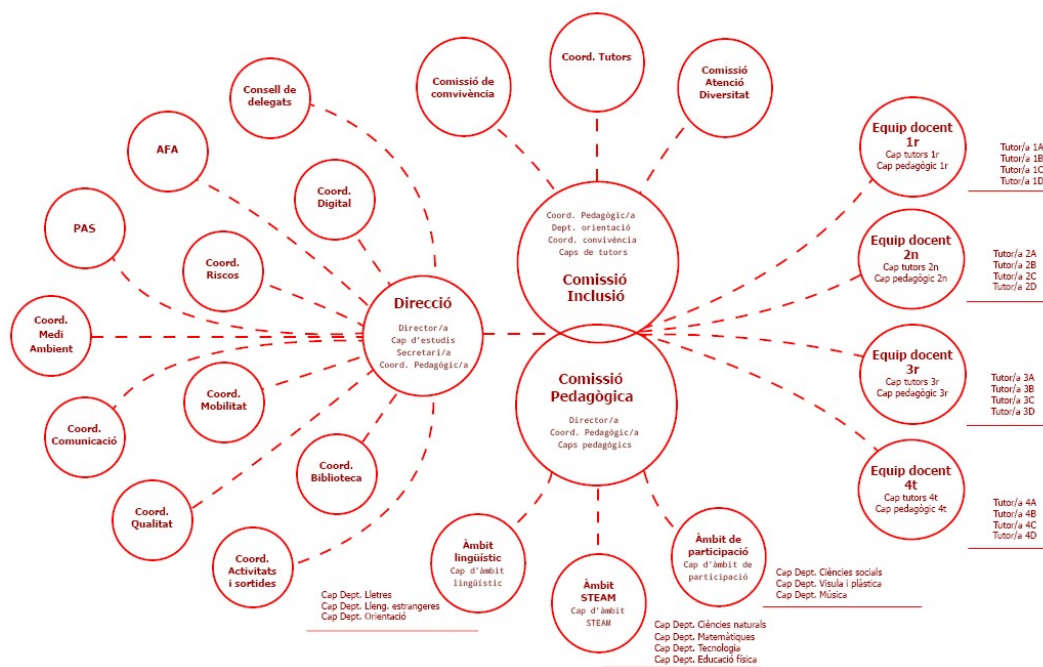 Coord. Tutors
Comissió de
comvivència
Comissió
Atenció
Diversitat
Consell de
delegats
AFA
Coord.
Digital
PAS
Coord.
Riscos
Coord.
Medi
Ambient
Coord.
Mobilitat
Coord.
Comunicació
Coord.
Biblioteca
Coord.
Qualitat
Coord.
Activitats
i sortides
Direcció
Director/a
Cap d'estudis
Secretari/a
Coord. Pedagògic/a
Coord. Pedagògic/a
Dept. orientació
Coord. convivència
Caps de tutors
Comissió
Inclusió
Comissió
Pedagògica
Director/a
Coord. Pedagògic/a
Caps pedagògics
Equip docent
1r
Cap tutors 1r
Cap pedagògic 1r
Tutor/a 1A
Tutor/a 1B
Tutor/a 1C
Tutor/a 1D
Equip docent
2n
Cap tutors 2n
Cap pedagògic 2n
Tutor/a 2A
Tutor/a 2B
Tutor/a 2C
Tutor/a 2D
Equip docent
3r
Cap tutors 3r
Cap pedagògic 3r
Tutor/a 3A
Tutor/a 3B
Tutor/a 3C
Tutor/a 3D
Equip docent
4t
Cap tutors 4t
Cap pedagògic 4t
Tutor/a 4A
Tutor/a 4B
Tutor/a 4C
Tutor/a 4D
Àmbit
lingüístic
Cap d'àmbit
lingüístic
Cap Dept. Lletres
Cap Dept. Lleng. estrangeres
Cap Dept. Orientació
Àmbit
STEAM
Cap d'àmbit
STEAM
Cap Dept. Ciències naturals
Cap Dept. Matemàtiques
Cap Dept. Tecnologia
Cap Dept. Educació física
Àmbit de
participació
Cap d'àmbit de
participació
Cap Dept. Ciències socials
Cap Dept. Visula i plàstica
Cap Dept. Música